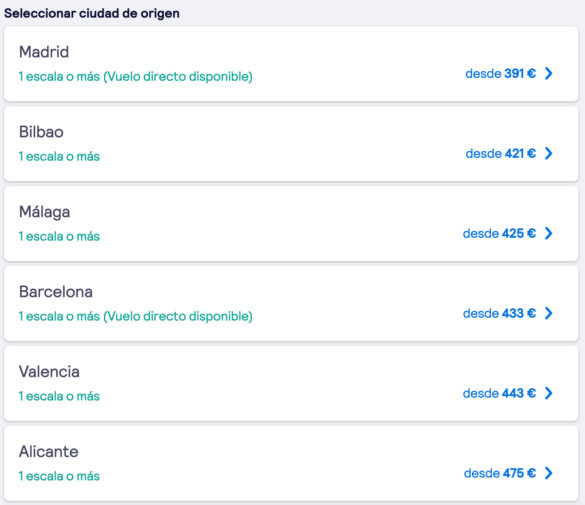 Seleccionar ciudad de origen
Madrid
1 escala o más (Vuelo directo disponible)
desde 391 €
Bilbao
1 escala o más
desde 421 €
Málaga
1 escala o más
desde 425 €
Barcelona
1 escala o más (Vuelo directo disponible)
desde 433 €
Valencia
1 escala o más
desde 443 €
Alicante
1 escala o más
desde 475 €